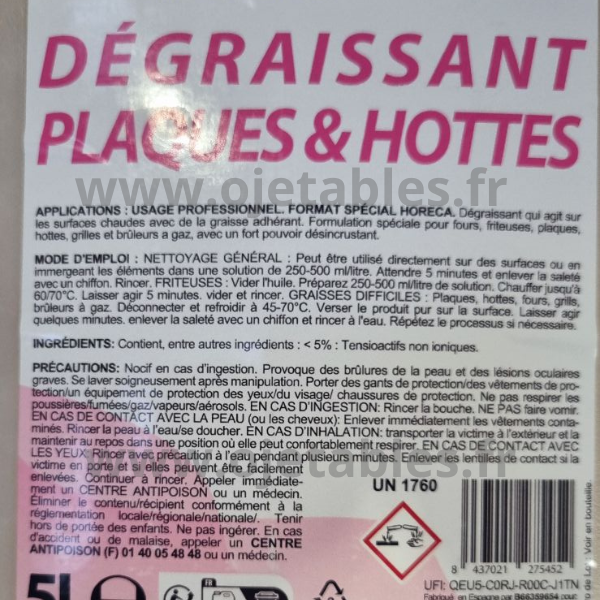 DÉGRAISSANT
PLAQUES & HOTTES
www.ojetables.fr
APPLICATIONS : USAGE PROFESSIONNEL. FORMAT SPÉCIAL HORECA. Dégraissant qui agit sur
les surfaces chaudes avec de la graisse adhérant. Formulation spéciale pour fours, friteuses, plaques,
hottes, grilles et brûleurs a gaz, avec un fort pouvoir désincrustant.
MODE D'EMPLOI : NETTOYAGE GÉNÉRAL : Peut être utilisé directement sur des surfaces ou en
immergeant les éléments dans une solution de 250-500 ml/litre. Attendre 5 minutes et enlever la saleté
avec un chiffon. Rincer. FRITEUSES : Vider l'huile. Préparez 250-500 ml/litre de solution. Chauffer jusqu'à
60/70°C. Laisser agir 5 minutes. vider et rincer. GRAISSES DIFFICILES : Plaques, hottes, fours, grils,
brûleurs à gaz. Déconnecter et refroidir à 45-70°C. Verser le produit pur sur la surface. Laisser agir
quelques minutes. enlever la saleté avec un chiffon et rincer à l'eau. Répétez le processus si nécessaire.
INGRÉDIENTS: Contient, entre autres ingrédients : < 5% : Tensioactifs non ioniques.
PRÉCAUTIONS: Nocif en cas d'ingestion. Provoque des brûlures de la peau et des lésions oculaires
graves. Se laver soigneusement après manipulation. Porter des gants de protection/des vêtements de pro-
tection/un équipement de protection des yeux/du visage/ chaussures de protection. Ne pas respirer les
poussières/fumées/gaz/vapeurs/aérosols. EN CAS D'INGESTION: Rincer la bouche. NE PAS faire vomir.
EN CAS DE CONTACT AVEC LA PEAU (ou les cheveux): Enlever immédiatement les vêtements conta-
minés. Rincer la peau à l'eau/se doucher. EN CAS D'INHALATION: transporter la victime à l'extérieur et la
maintenir au repos dans une position où elle peut confortablement respirer. EN CAS DE CONTACT AVEC
LES YEUX: Rincer avec précaution à l'eau pendant plusieurs minutes. Enlever les lentilles de contact si la
victime en porte et si elles peuvent être facilement
enlevées. Continuer à rincer. Appeler immédiate-
ment un CENTRE ANTIPOISON ou un médecin.
Éliminer le contenu/récipient conformément à la
réglementation locale/régionale/nationale/. Tenir
hors de portée des enfants. Ne pas ingérer. En cas
d'accident ou de malaise, appeler un CENTRE
ANTIPOISON (F) 01 40 05 48 48 ou un médecin.
www.ojetables.fr
UN 1760
5L
FR
8 437021 275452
UFI: QEU5-C0RJ-R00C-J1TN
Fabriqué en Espagne par B66359654 pour
Voir en bouteille